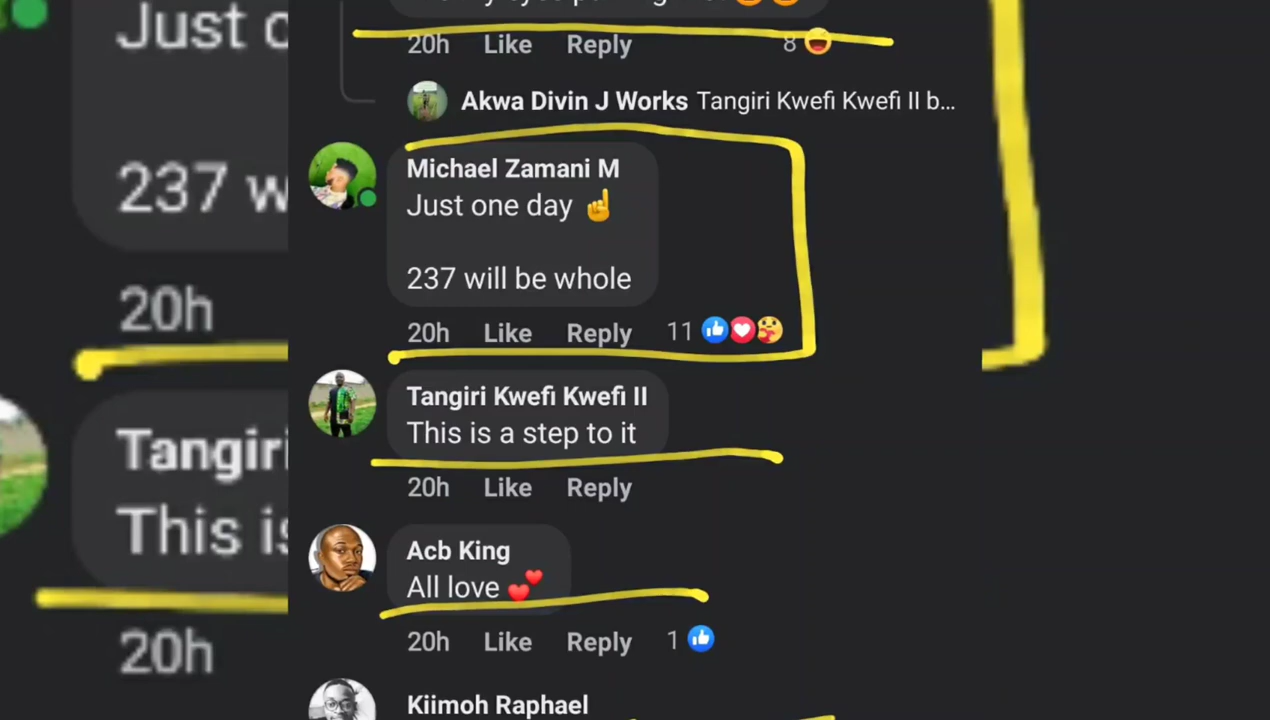 20h Like Reply 8
Akwa Divin J Works Tangiri Kwefi Kwefi II b...
Michael Zamani M
Just one day ☝
237 will be whole
20h Like Reply 11
Tangiri Kwefi Kwefi II
This is a step to it
20h Like Reply
Acb King
All love 💕
20h Like Reply 1
Kiimoh Raphael
Just
237 w
20h
Tangiri
This is
20h